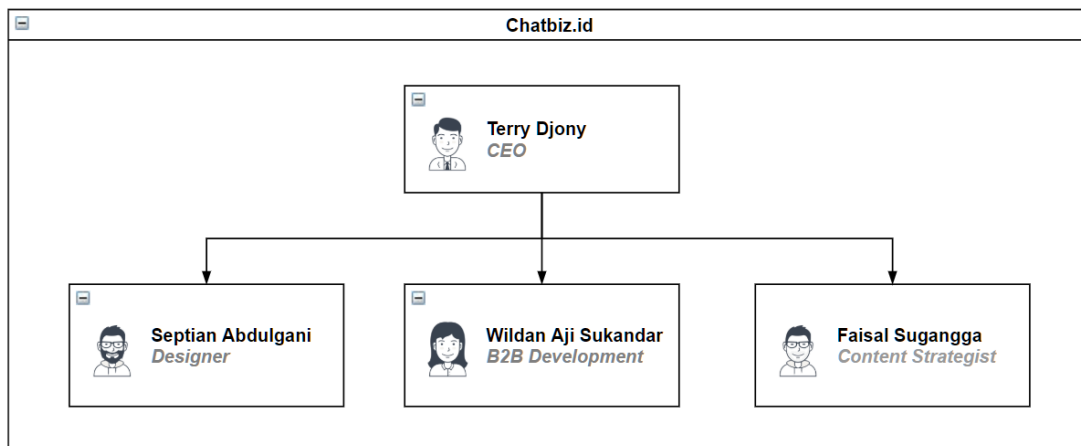 Chatbiz.id
Terry Djony
CEO
Septian Abdulgani
Designer
Wildan Aji Sukandar
B2B Development
Faisal Sugangga
Content Strategist